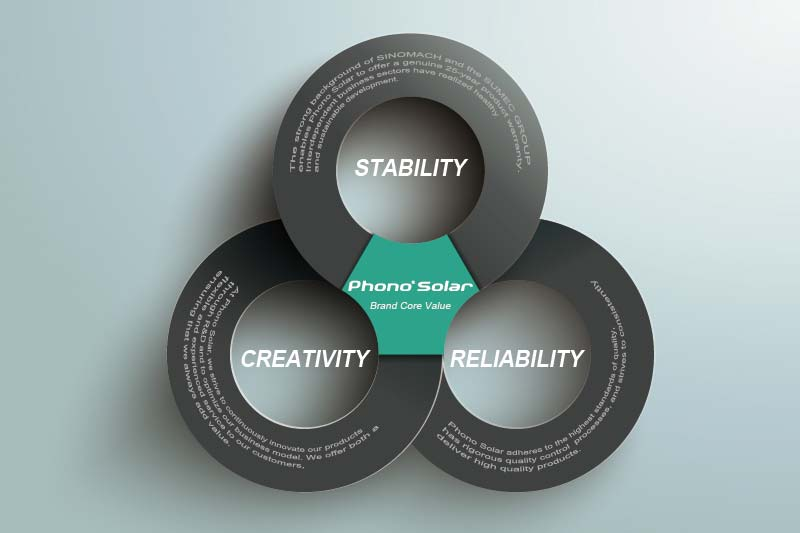 The strong background of SINOMACH and the SUMEC GROUP
enables Phono Solar to offer a genuine 25-year product warranty.
Interdependent business sectors have realized healthy
and sustainable development.
STABILITY
Phono Solar
Brand Core Value
CREATIVITY
At Phono Solar, we strive to continuously innovate our products
through R&D and to optimize our business model. We offer both a
flexible and experienced service to our customers,
ensuring that we always add value.
RELIABILITY
Phono Solar adheres to the highest standards of quality,
has rigorous quality control processes, and strives to consistently
deliver high quality products.